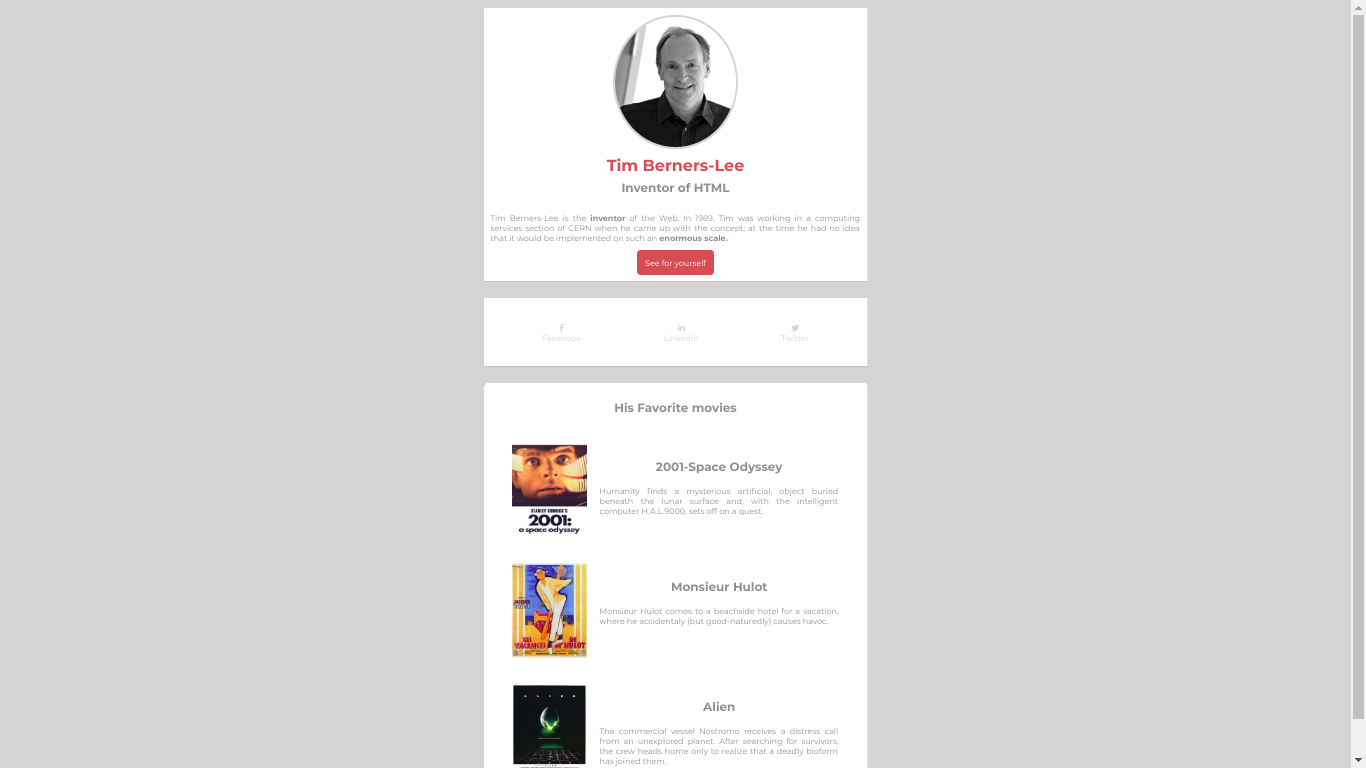 Tim Berners-Lee
Inventor of HTML
Tim Berners-Lee is the inventor of the Web. In 1989, Tim was working in a computing
services section of CERN when he came up with the concept; at the time he had no idea
that it would be implemented on such an enormous scale.
See for yourself
Facebook
Linkedin
Twitter
His Favorite movies
STANLEY KUBRICK'S
2001:
a space odyssey
2001-Space Odyssey
Humanity finds a mysterious artificial, object buried
beneath the lunar surface and, with the intelligent
computer H.A.L.9000, sets off on a quest.
LES DE
VACANCES HULOT
Monsieur Hulot
Monsieur Hulot comes to a beachside hotel for a vacation,
where he accidentaly (but good-naturedly) causes havoc.
ALIEN
Alien
The commercial vessel Nostromo receives a distress call
from an unexplored planet. After searching for survivors,
the crew heads home only to realize that a deadly bioform
has joined them.